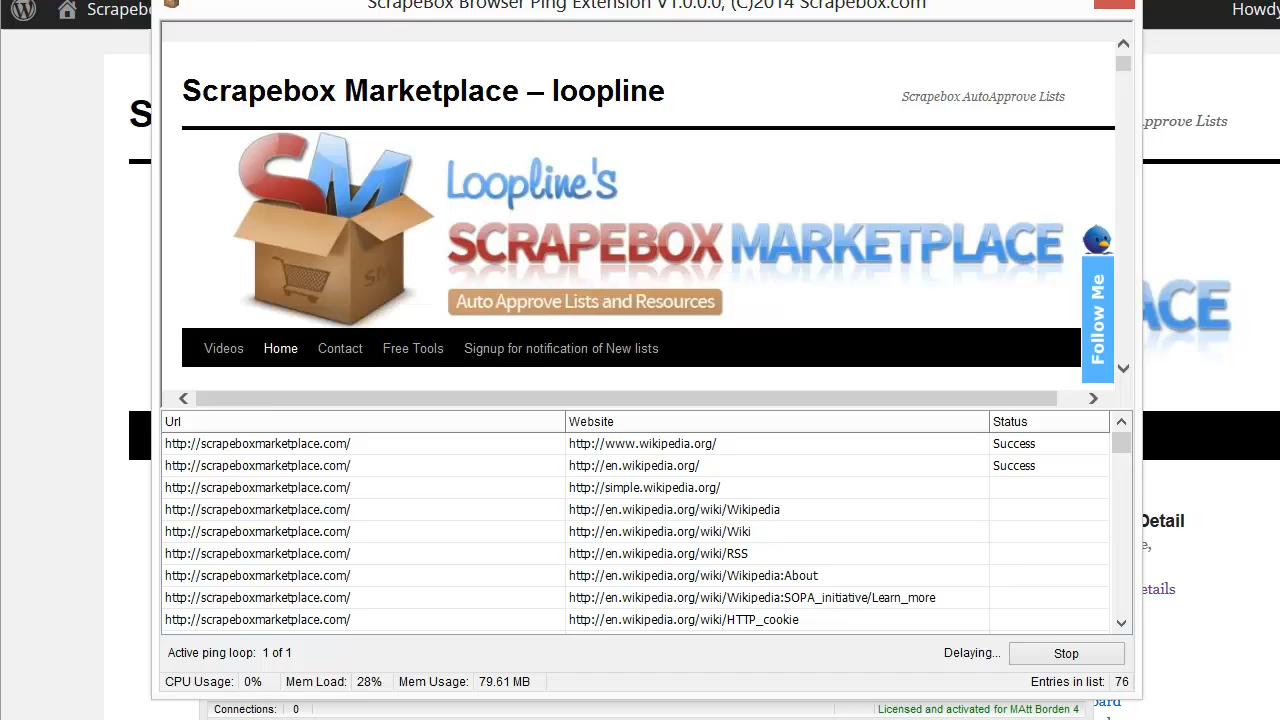 Scrapebo
Howdy
ScrapeBox Browser Ping Extension V1.0.0.0, (C)2014 Scrapebox.com
S
Scrapebox Marketplace – loopline
Scrapebox AutoApprove Lists
pprove Lists
SM
Loopline's
SCRAPEBOX MARKETPLACE
Auto Approve Lists and Resources
Follow Me
ACE
Videos Home Contact Free Tools Signup for notification of New lists
Url Website Status
http://scrapeboxmarketplace.com/ http://www.wikipedia.org/ Success
http://scrapeboxmarketplace.com/ http://en.wikipedia.org/ Success
http://scrapeboxmarketplace.com/ http://simple.wikipedia.org/
http://scrapeboxmarketplace.com/ http://en.wikipedia.org/wiki/Wikipedia
http://scrapeboxmarketplace.com/ http://en.wikipedia.org/wiki/Wiki
http://scrapeboxmarketplace.com/ http://en.wikipedia.org/wiki/RSS
http://scrapeboxmarketplace.com/ http://en.wikipedia.org/wiki/Wikipedia:About
http://scrapeboxmarketplace.com/ http://en.wikipedia.org/wiki/Wikipedia:SOPA_initiative/Learn_more
http://scrapeboxmarketplace.com/ http://en.wikipedia.org/wiki/HTTP_cookie
Detail
e,
etails
Active ping loop: 1 of 1 Delaying... Stop
CPU Usage: 0% Mem Load: 28% Mem Usage: 79.61 MB Entries in list: 76
Connections: 0 Licensed and activated for MAtt Borden 4
oard